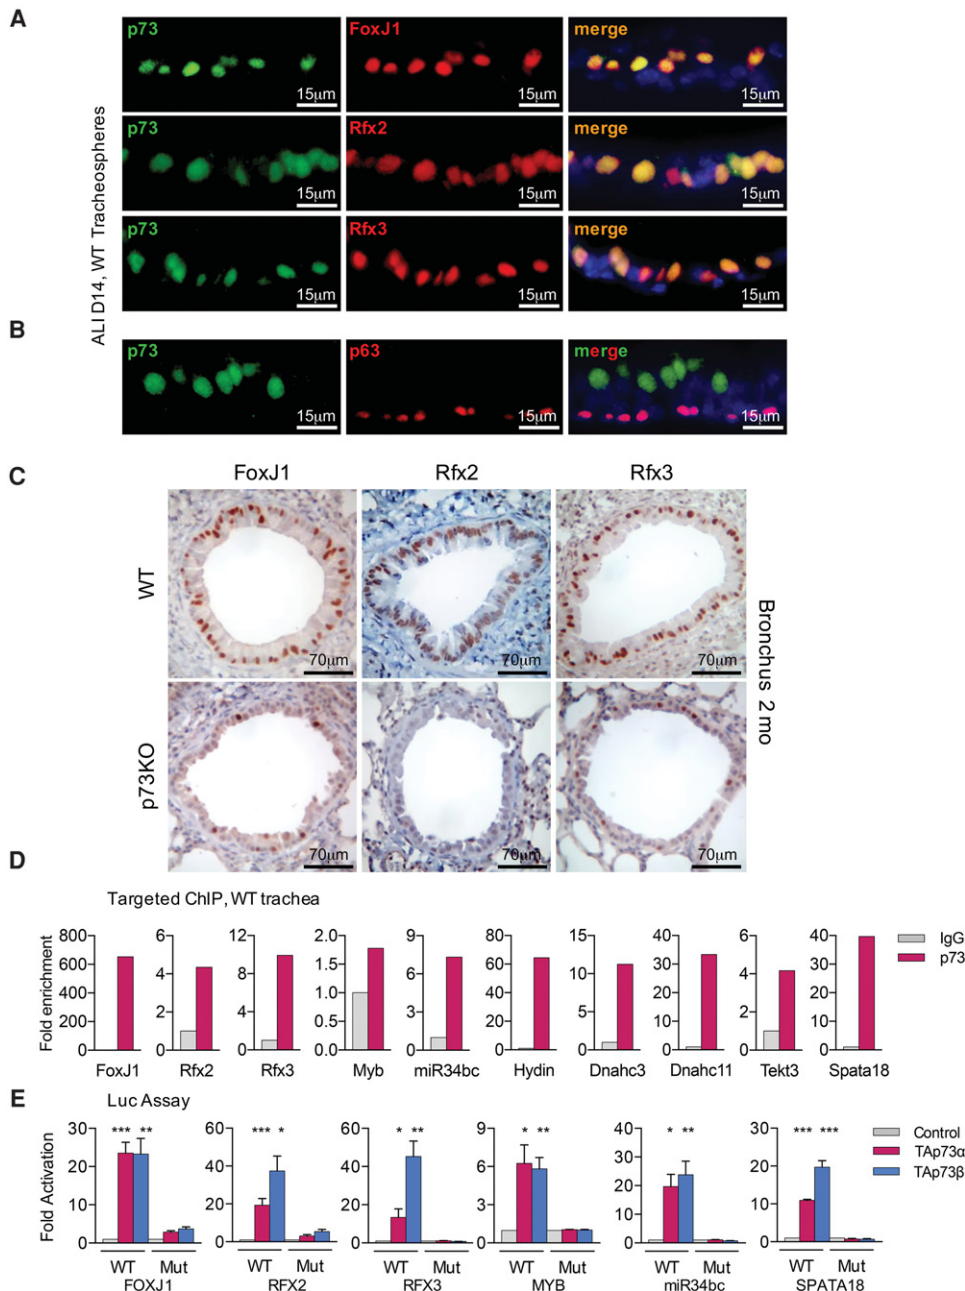 A
p73
FoxJ1
merge
15μm
15μm
15μm
p73
Rfx2
merge
15μm
15μm
15μm
p73
Rfx3
merge
15μm
15μm
15μm
ALI D14, WT Tracheospheres
B
p73
p63
merge
15μm
15μm
15μm
C
FoxJ1
Rfx2
Rfx3
WT
70μm
70μm
70μm
p73KO
70μm
70μm
70μm
Bronchus 2 mo
D
Targeted ChIP, WT trachea
Fold enrichment
800
600
400
200
0
FoxJ1
6
4
2
0
Rfx2
12
9
6
3
0
Rfx3
2.0
1.5
1.0
0.5
0.0
Myb
9
6
3
0
miR34bc
80
60
40
20
0
Hydin
15
10
5
0
Dnahc3
40
30
20
10
0
Dnahc11
6
4
2
0
Tekt3
40
30
20
10
0
Spata18
IgG
p73
E
Luc Assay
Fold Activation
30
20
10
0
*** **
WT Mut
FOXJ1
60
40
20
0
*** *
WT Mut
RFX2
60
40
20
0
* **
WT Mut
RFX3
9
6
3
0
* **
WT Mut
MYB
40
30
20
10
0
* **
WT Mut
miR34bc
30
20
10
0
*** ***
WT Mut
SPATA18
Control
TAp73α
TAp73β